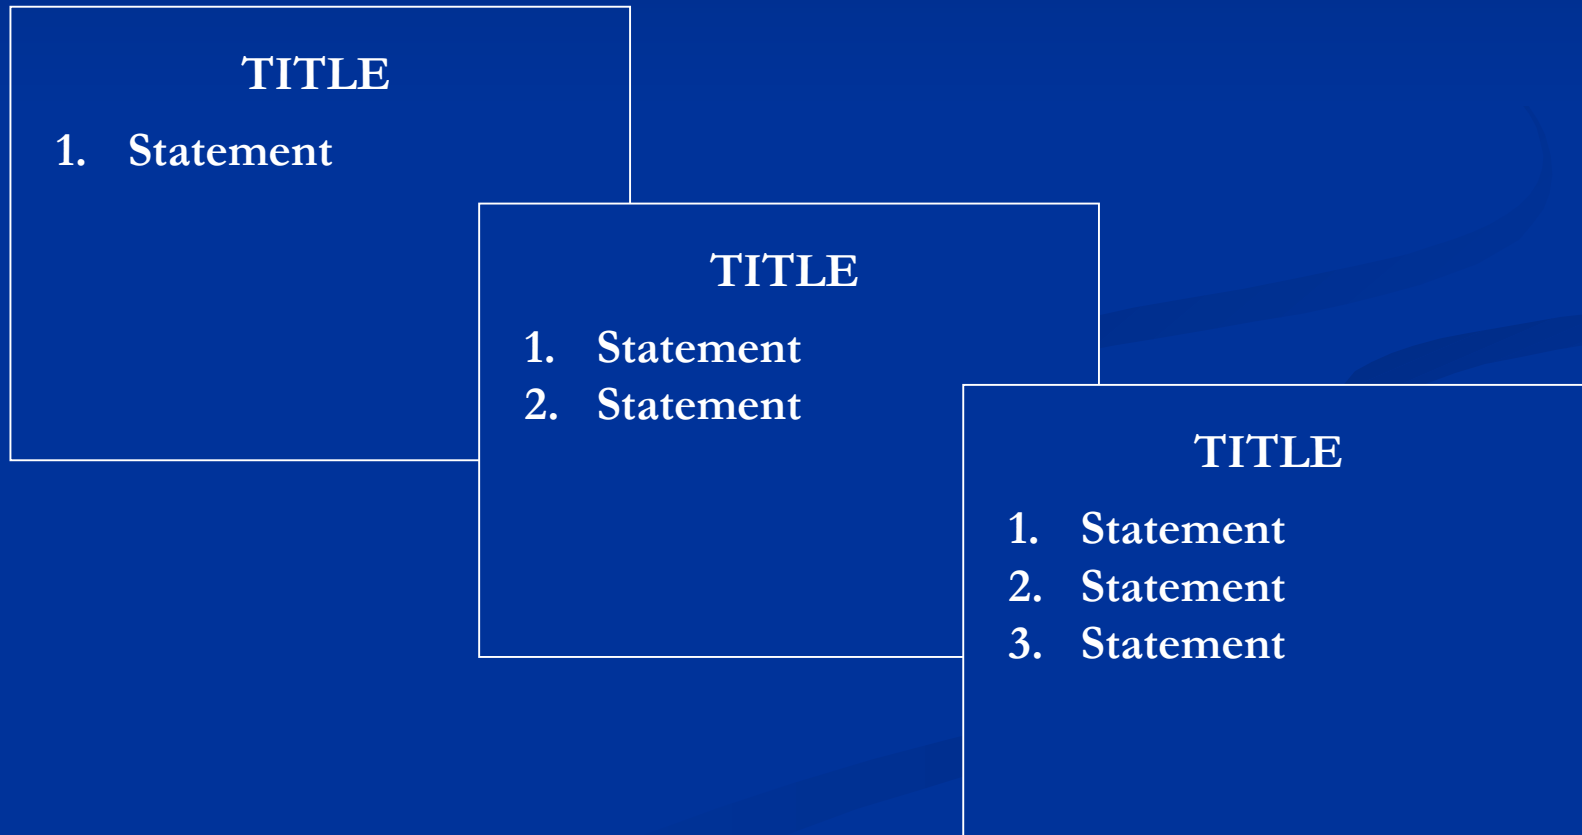 TITLE
1. Statement
TITLE
1. Statement
2. Statement
TITLE
1. Statement
2. Statement
3. Statement